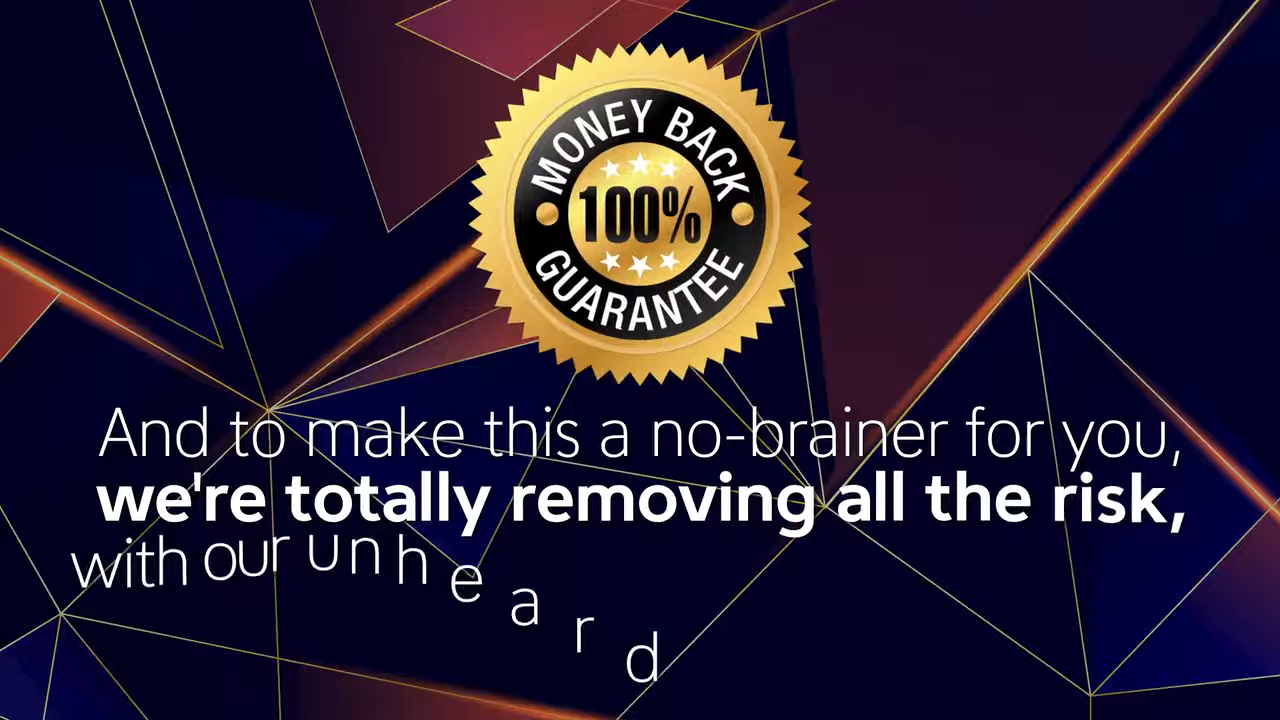 MONEY BACK
100%
GUARANTEE
And to make this a no-brainer for you,
we're totally removing all the risk,
with our unheard